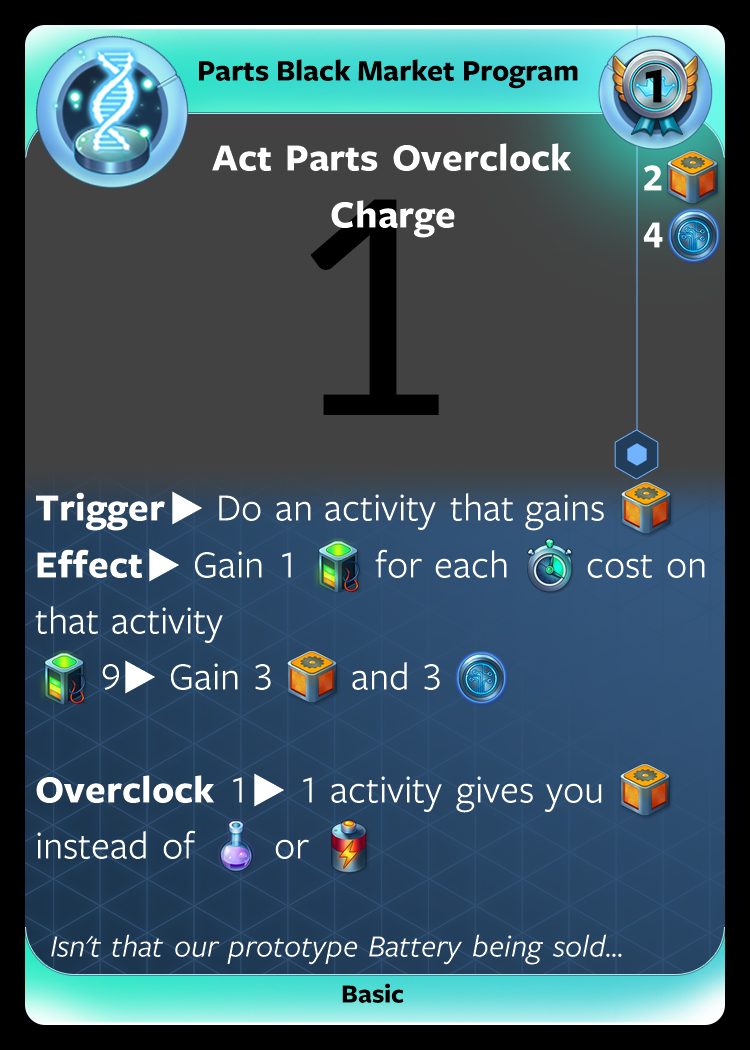 Parts Black Market Program
1
Act Parts Overclock
Charge
2
4
1
Trigger▶ Do an activity that gains
Effect▶ Gain 1 for each cost on
that activity
9▶ Gain 3 and 3
Overclock 1▶ 1 activity gives you
instead of or
Isn't that our prototype Battery being sold...
Basic